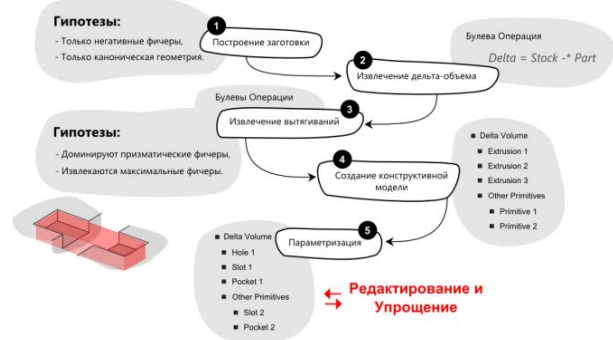 Гипотезы:
- Только негативные фичеры,
- Только каноническая геометрия.
1
Построение заготовки
Булева Операция
Delta = Stock -* Part
2
Извлечение дельта-объема
Булевы Операции
3
Извлечение вытягиваний
Гипотезы:
- Доминируют призматические фичеры,
- Извлекаются максимальные фичеры.
4
Создание конструктивной
модели
Delta Volume
Extrusion 1
Extrusion 2
Extrusion 3
Other Primitives
Primitive 1
Primitive 2
5
Параметризация
Delta Volume
Hole 1
Slot 1
Pocket 1
Other Primitives
Slot 2
Pocket 2
Редактирование и
Упрощение